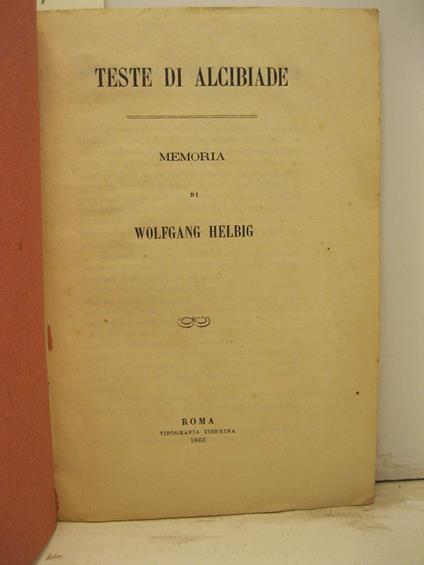 TESTE DI ALCIBIADE
MEMORIA
DI
WOLFGANG HELBIG
ROMA
TIPOGRAFIA TIBERINA
1866